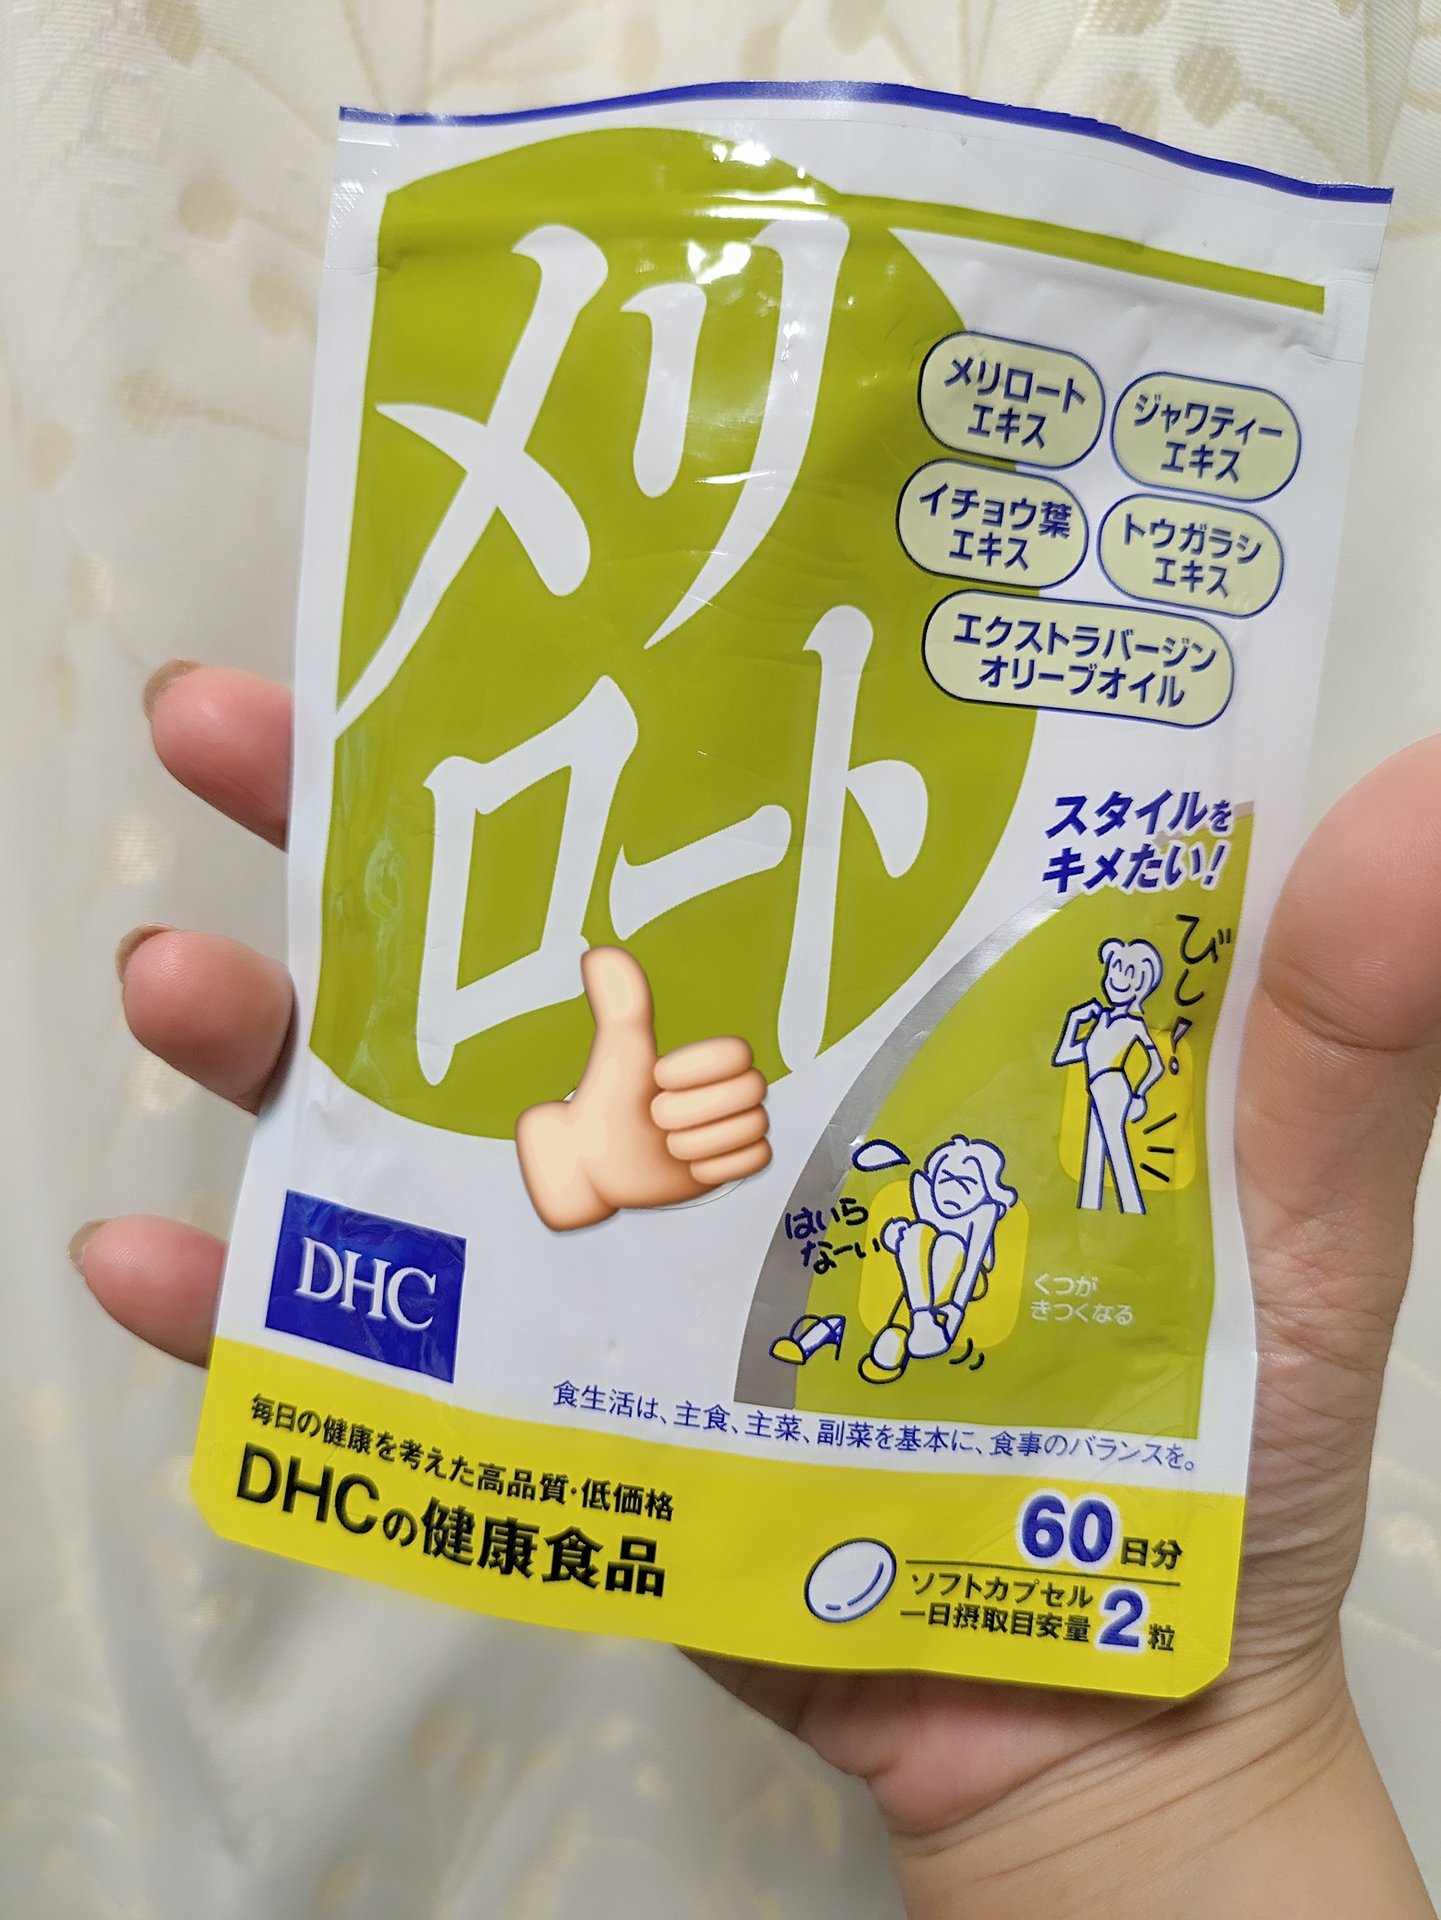 メリ
ロート
メリロート
エキス
ジャワティー
エキス
イチョウ葉
エキス
トウガラシ
エキス
エクストラバージン
オリーブオイル
スタイルを
キメたい!
びし!
はいら
なーい
くつが
きつくなる
DHC
食生活は、主食、主菜、副菜を基本に、食事のバランスを。
毎日の健康を考えた高品質・低価格
DHCの健康食品
60日分
ソフトカプセル
一日摂取目安量2粒